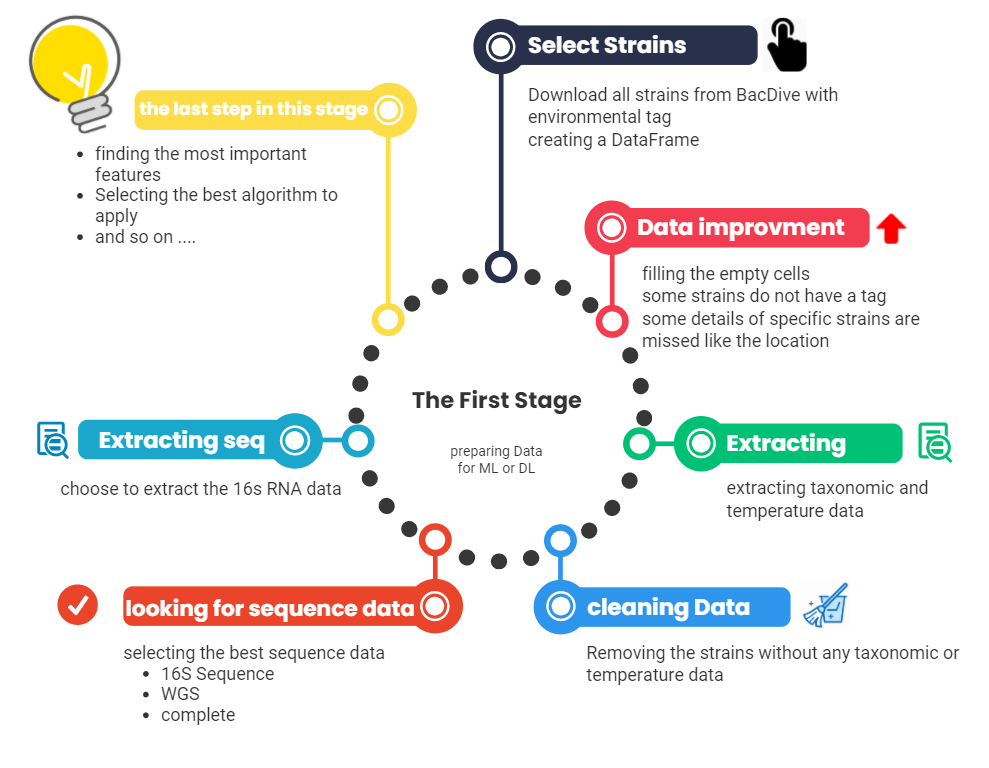 Select Strains
Download all strains from BacDive with
environmental tag
creating a DataFrame
Data improvment
filling the empty cells
some strains do not have a tag
some details of specific strains are
missed like the location
Extracting
extracting taxonomic and
temperature data
cleaning Data
Removing the strains without any taxonomic or
temperature data
looking for sequence data
selecting the best sequence data
• 16S Sequence
• WGS
• complete
Extracting seq
choose to extract the 16s RNA data
the last step in this stage
• finding the most important
features
• Selecting the best algorithm to
apply
• and so on ....
The First Stage
preparing Data
for ML or DL